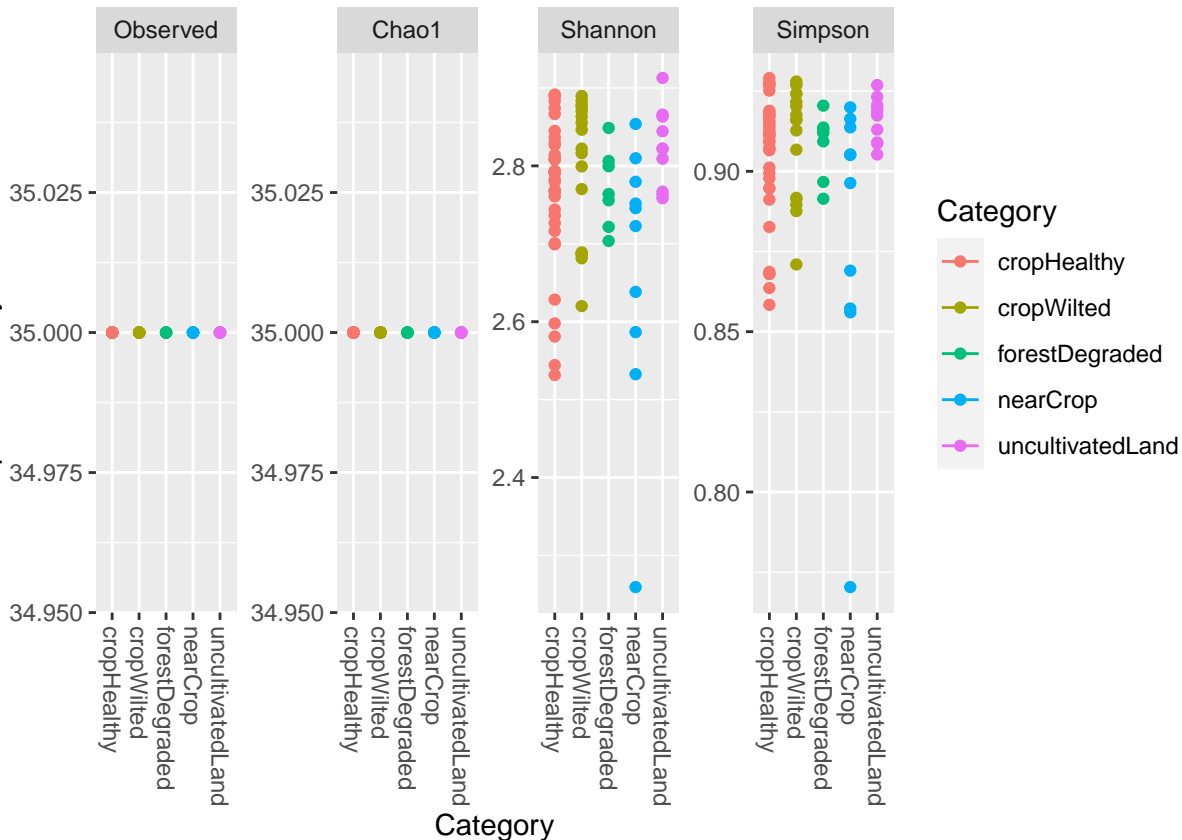 Observed
Chao1
Shannon
Simpson
35.025
35.000
34.975
34.950
35.025
35.000
34.975
34.950
2.8
2.6
2.4
0.90
0.85
0.80
cropHealthy
cropWilted
forestDegraded
nearCrop
uncultivatedLand
cropHealthy
cropWilted
forestDegraded
nearCrop
uncultivatedLand
cropHealthy
cropWilted
forestDegraded
nearCrop
uncultivatedLand
cropHealthy
cropWilted
forestDegraded
nearCrop
uncultivatedLand
Category
Category
cropHealthy
cropWilted
forestDegraded
nearCrop
uncultivatedLand